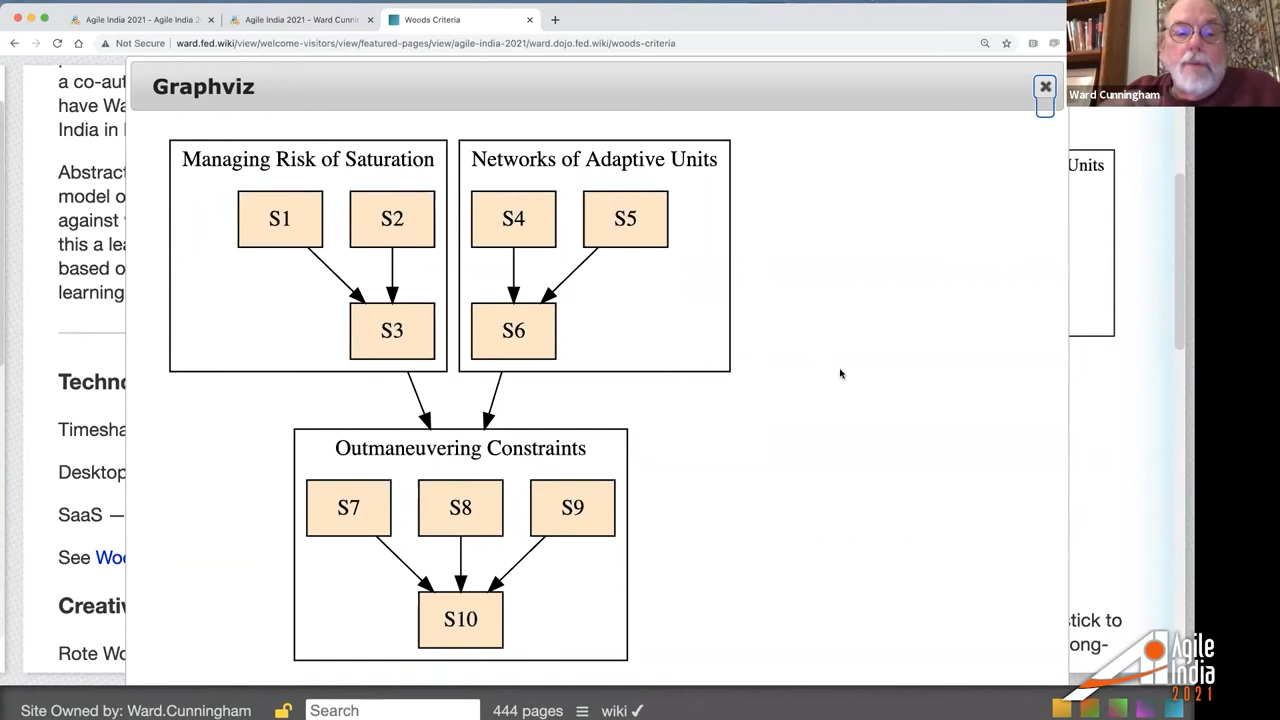 Agile India 2021 - Agile India 2
Agile India 2021 - Ward Cunnin
Woods Criteria
Not Secure
ward.fed.wiki/view/welcome-visitors/view/featured-pages/view/agile-india-2021/ward.dojo.fed.wiki/woods-criteria
Ward Cunningham
Graphviz
a co-aut
have Wa
India in
Abstract
model o
against
this a lea
based o
learning
Techno
Timesha
Desktop
SaaS —
See Woo
Creativ
Rote Wo
Managing Risk of Saturation
S1 S2
S3
Networks of Adaptive Units
S4 S5
S6
Outmaneuvering Constraints
S7 S8 S9
S10
Units
stick to
ong-
Agile
India
2021
Site Owned by: Ward.Cunningham
Search
444 pages
wiki ✓